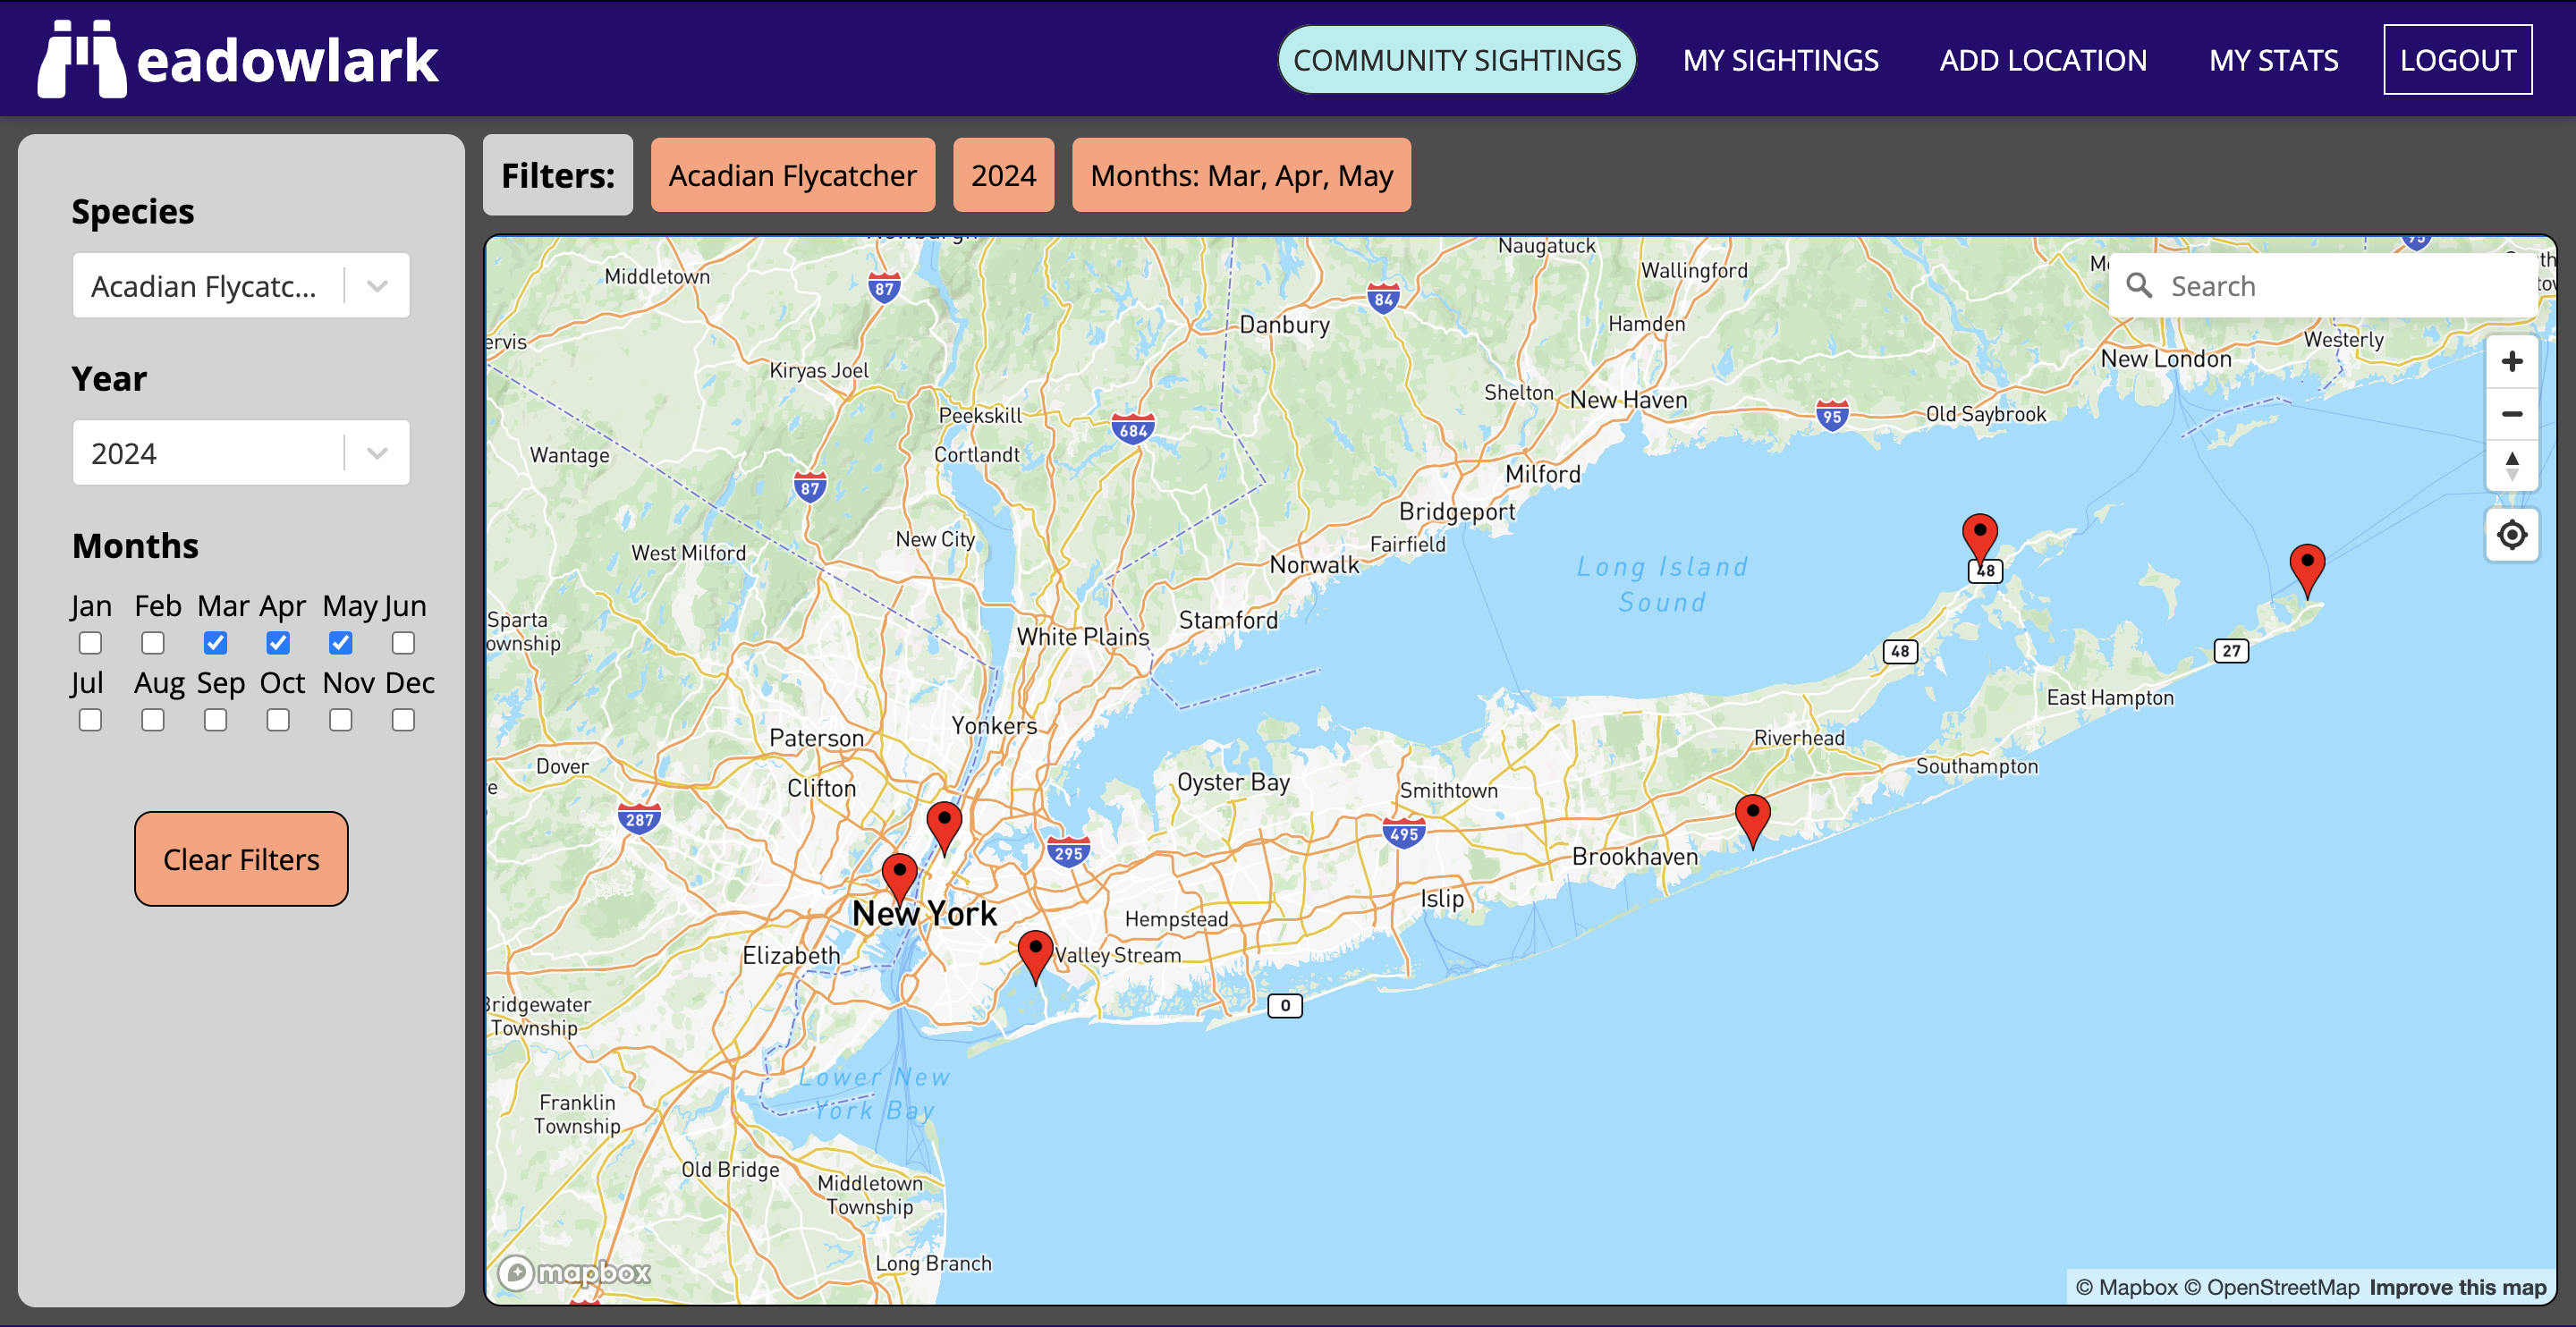 eadowlark
COMMUNITY SIGHTINGS
MY SIGHTINGS
ADD LOCATION
MY STATS
LOGOUT
Species
Acadian Flycatc...
Year
2024
Months
Jan Feb Mar Apr May Jun
Jul Aug Sep Oct Nov Dec
Clear Filters
Filters:
Acadian Flycatcher
2024
Months: Mar, Apr, May
Search
Naugatuck
Middletown
Wallingford
87
84
Danbury
Hamden
ervis
Westerly
New London
Kiryas Joel
Shelton
New Haven
Peekskill
684
95
Old Saybrook
Wantage
Cortlandt
Milford
87
Bridgeport
New City
Fairfield
West Milford
Norwalk
Long Island
Sound
48
Sparta
ownship
Stamford
White Plains
48
27
East Hampton
Yonkers
Paterson
Riverhead
Dover
Southampton
Oyster Bay
Clifton
Smithtown
287
495
295
Brookhaven
Islip
New York
Hempstead
Elizabeth
Valley Stream
Bridgewater
Township
0
Lower New
York Bay
Franklin
Township
Old Bridge
Middletown
Township
Long Branch
mapbox
© Mapbox © OpenStreetMap Improve this map